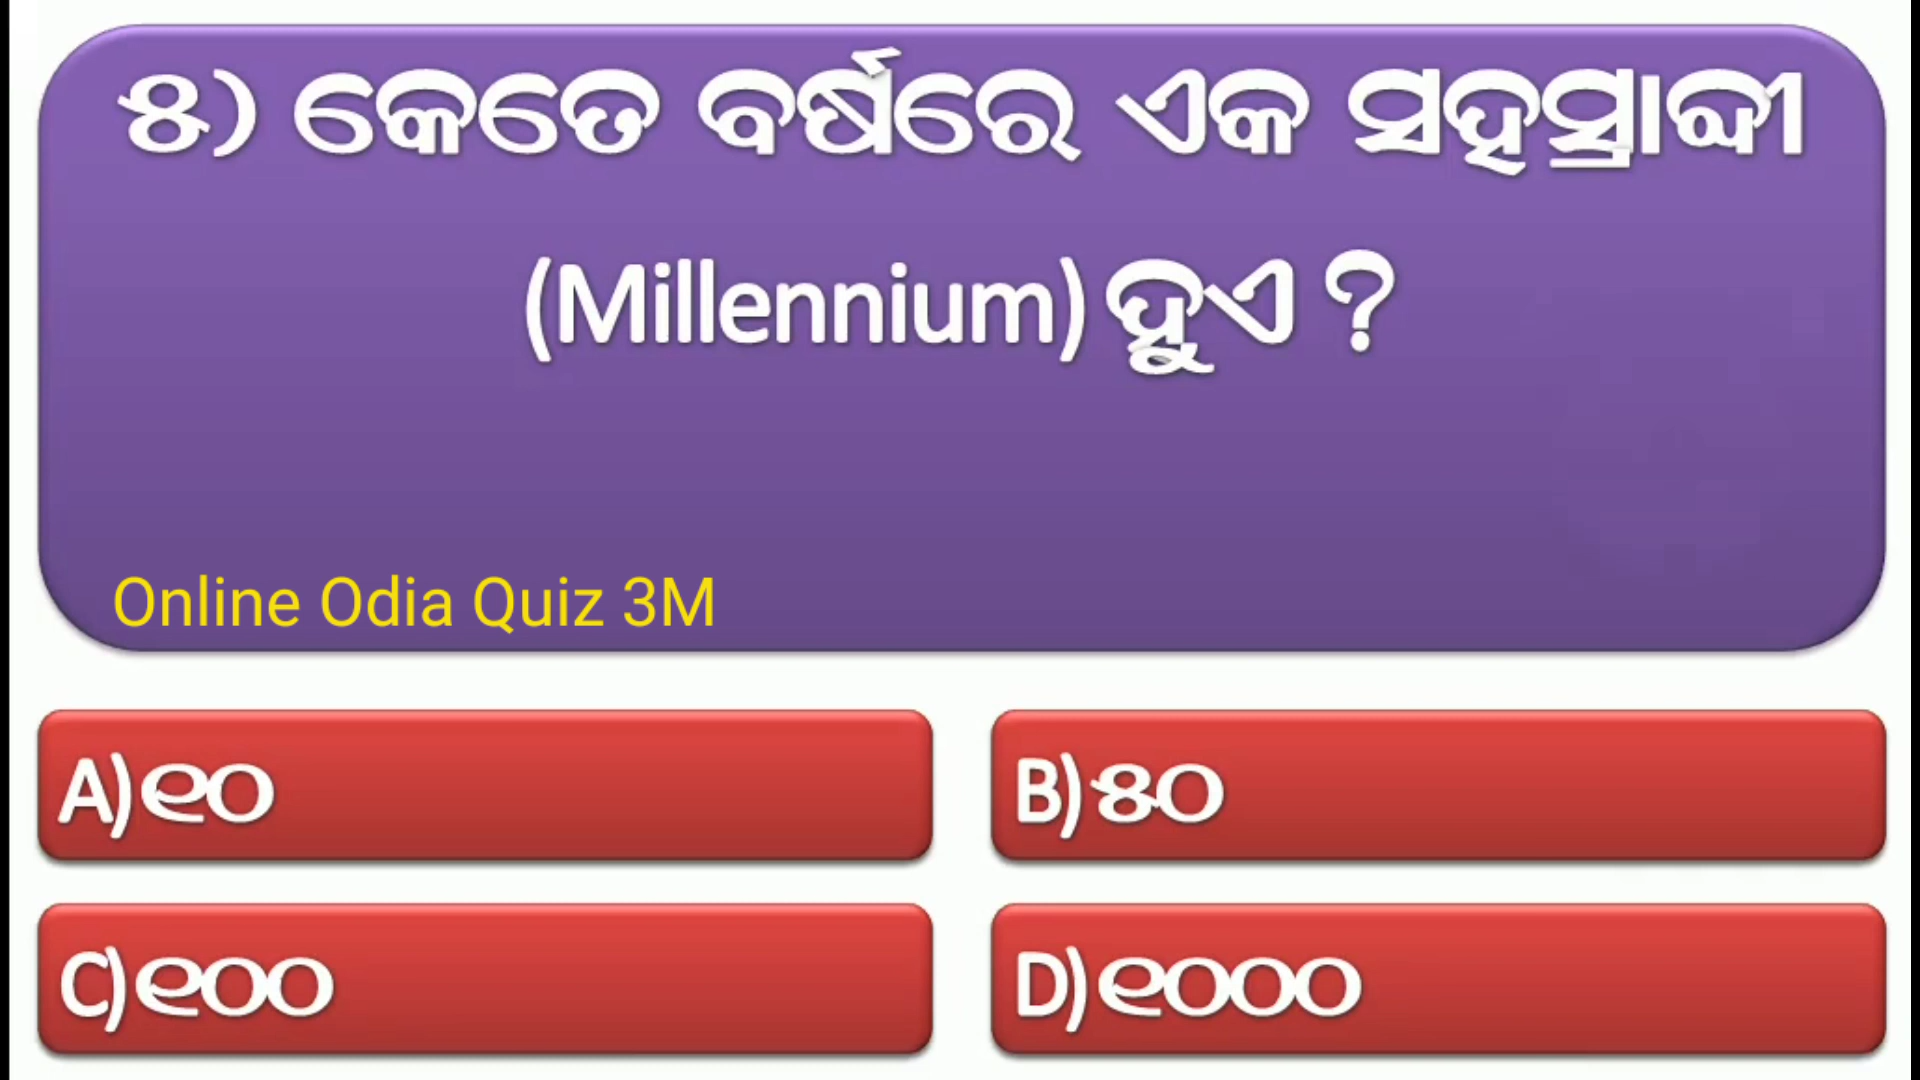 ୫) କେତେ ବର୍ଷରେ ଏକ ସହସ୍ରାବ୍ଦୀ
(Millennium) ହୁଏ ?
Online Odia Quiz 3M
A)୧୦
B)୫୦
C)୧୦୦
D)୧୦୦୦